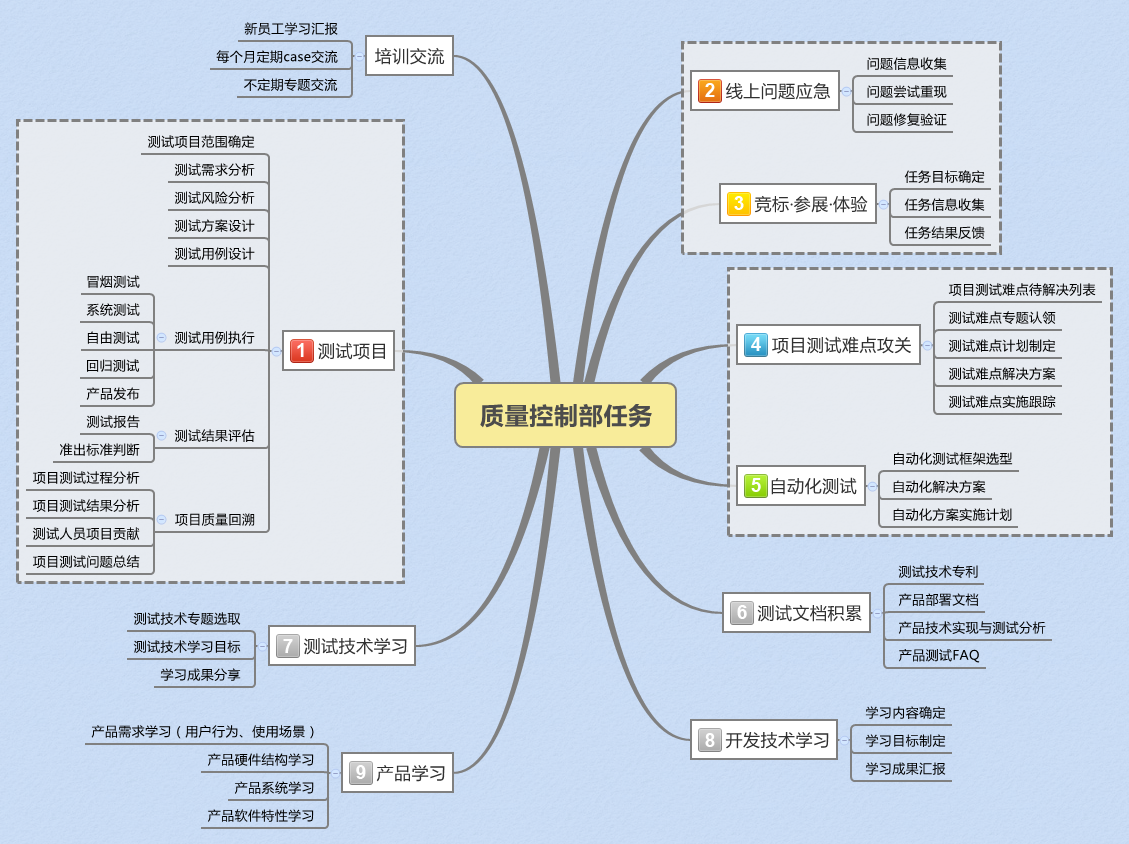 质量控制部任务
培训交流
新员工学习汇报
每个月定期case交流
不定期专题交流
1 测试项目
测试项目范围确定
测试需求分析
测试风险分析
测试方案设计
测试用例设计
测试用例执行
冒烟测试
系统测试
自由测试
回归测试
产品发布
测试结果评估
测试报告
准出标准判断
项目质量回溯
项目测试过程分析
项目测试结果分析
测试人员项目贡献
项目测试问题总结
2 线上问题应急
问题信息收集
问题尝试重现
问题修复验证
3 竞标·参展·体验
任务目标确定
任务信息收集
任务结果反馈
4 项目测试难点攻关
项目测试难点待解决列表
测试难点专题认领
测试难点计划制定
测试难点解决方案
测试难点实施跟踪
5 自动化测试
自动化测试框架选型
自动化解决方案
自动化方案实施计划
6 测试文档积累
测试技术专利
产品部署文档
产品技术实现与测试分析
产品测试FAQ
7 测试技术学习
测试技术专题选取
测试技术学习目标
学习成果分享
8 开发技术学习
学习内容确定
学习目标制定
学习成果汇报
9 产品学习
产品需求学习（用户行为、使用场景）
产品硬件结构学习
产品系统学习
产品软件特性学习